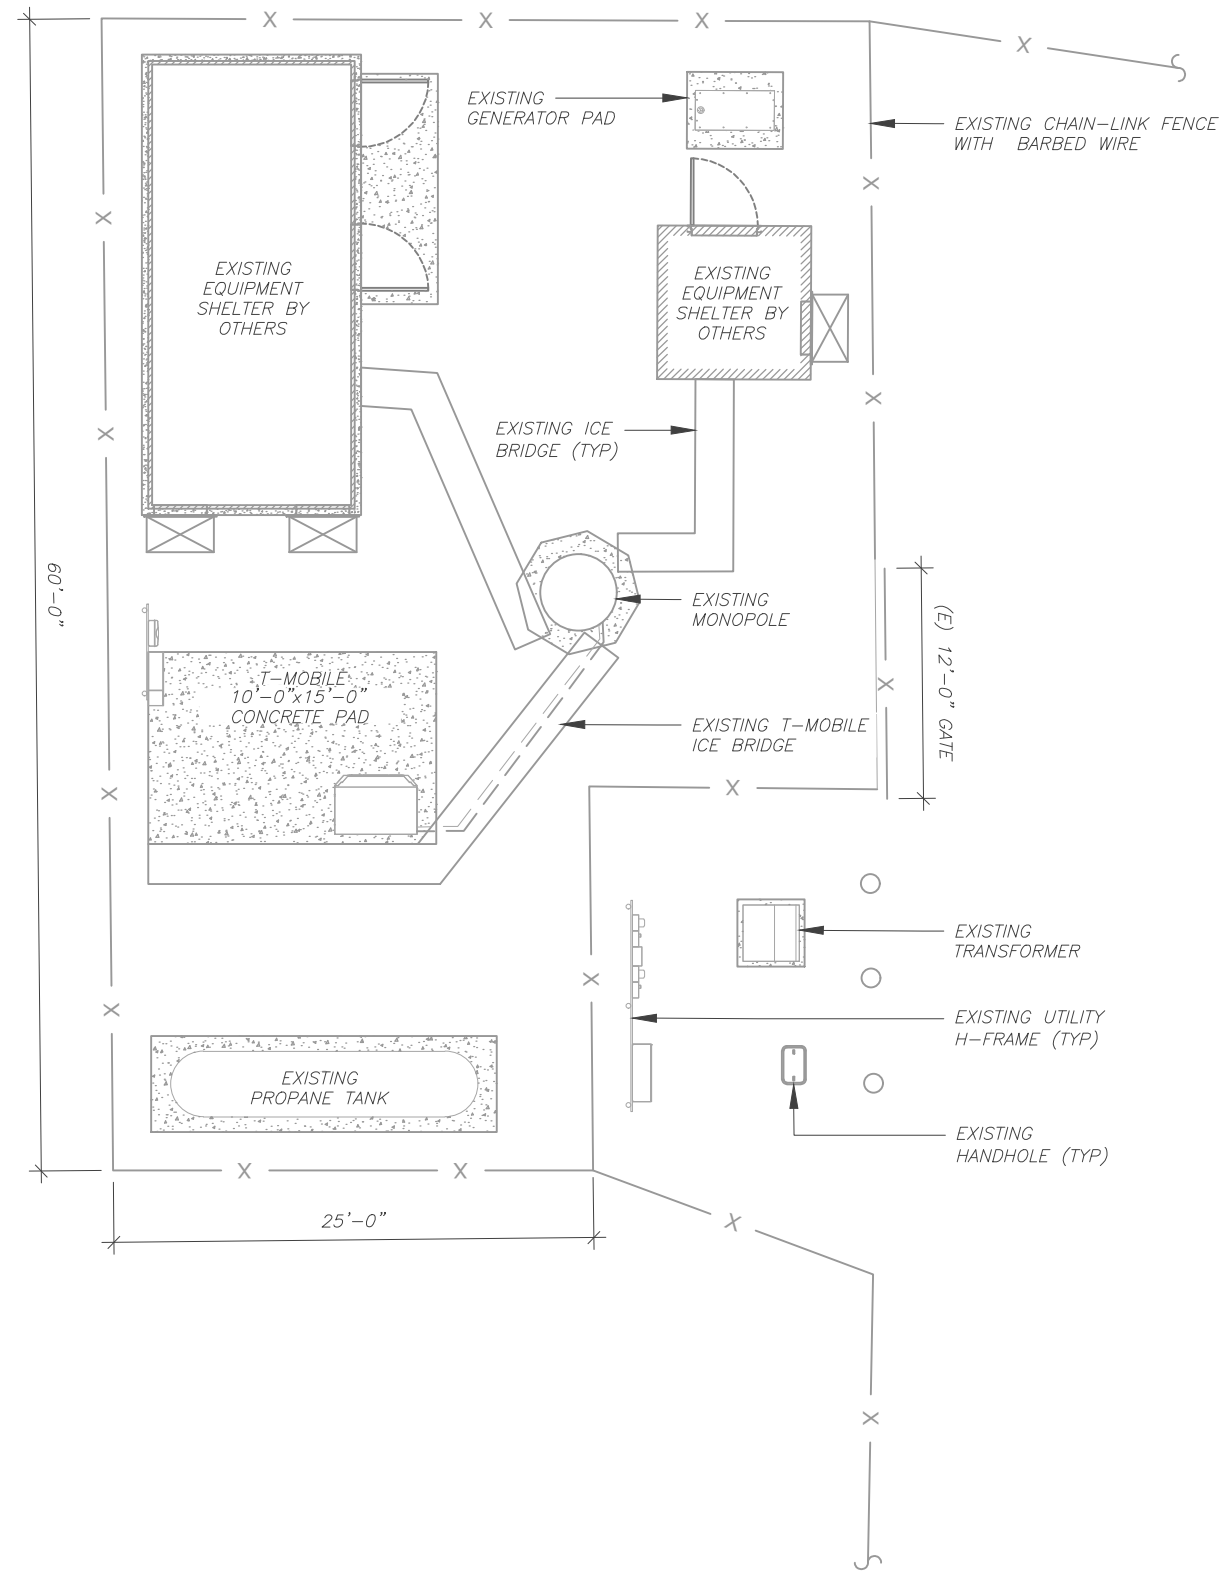 X
X
X
X
EXISTING
GENERATOR PAD
EXISTING CHAIN-LINK FENCE
WITH BARBED WIRE
X
X
EXISTING
EQUIPMENT
SHELTER BY
OTHERS
EXISTING
EQUIPMENT
SHELTER BY
OTHERS
X
X
EXISTING ICE
BRIDGE (TYP)
60'-0"
EXISTING
MONOPOLE
(E) 12'-0" GATE
X
T-MOBILE
10'-0"x15'-0"
CONCRETE PAD
EXISTING T-MOBILE
ICE BRIDGE
X
X
EXISTING
TRANSFORMER
X
X
EXISTING UTILITY
H-FRAME (TYP)
EXISTING
PROPANE TANK
EXISTING
HANDHOLE (TYP)
X
X
25'-0"
X
X